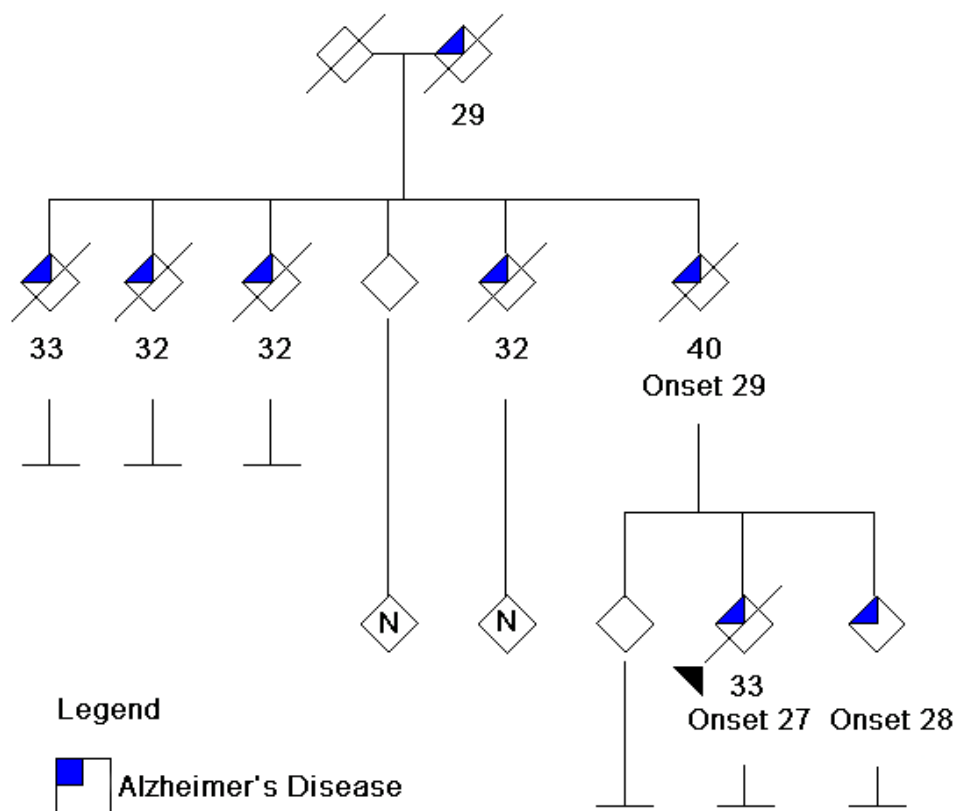 29
33 32 32 32 40
Onset 29
N N
33
Onset 27 Onset 28
Legend
Alzheimer's Disease